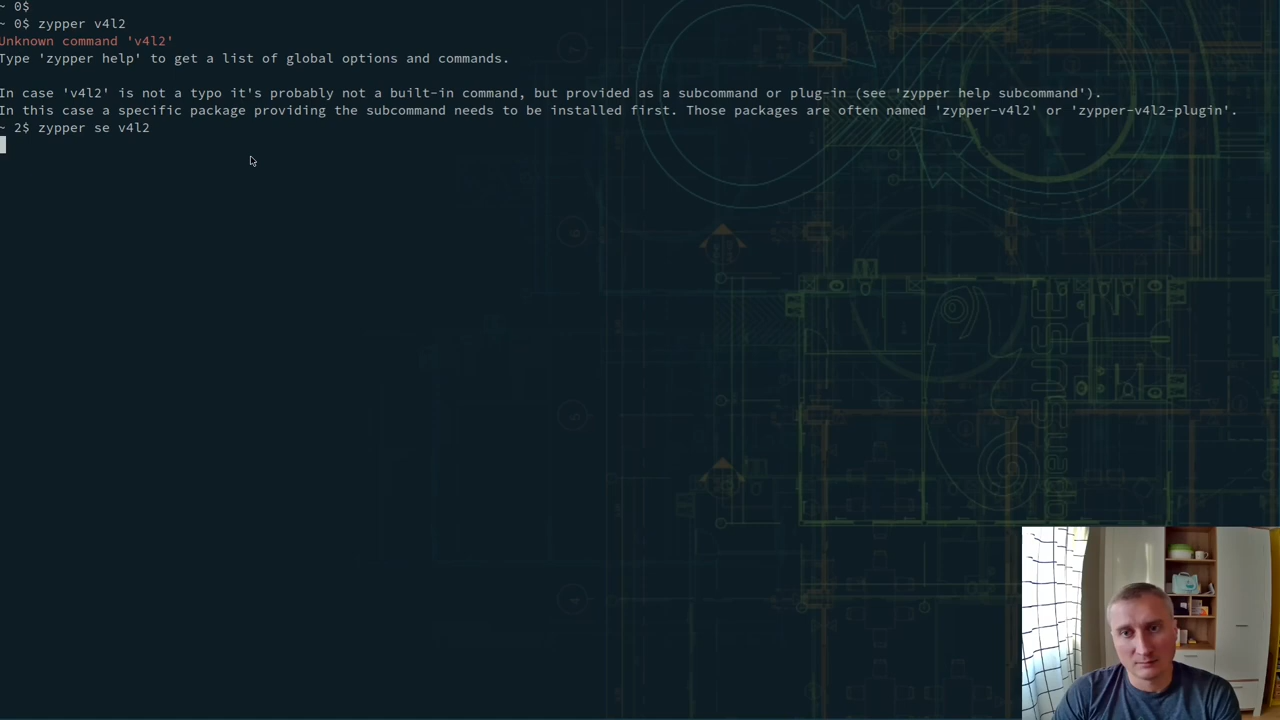 ~ 0$
~ 0$ zypper v4l2
Unknown command 'v4l2'
Type 'zypper help' to get a list of global options and commands.
In case 'v4l2' is not a typo it's probably not a built-in command, but provided as a subcommand or plug-in (see 'zypper help subcommand').
In this case a specific package providing the subcommand needs to be installed first. Those packages are often named 'zypper-v4l2' or 'zypper-v4l2-plugin'.
~ 2$ zypper se v4l2
openSUSE